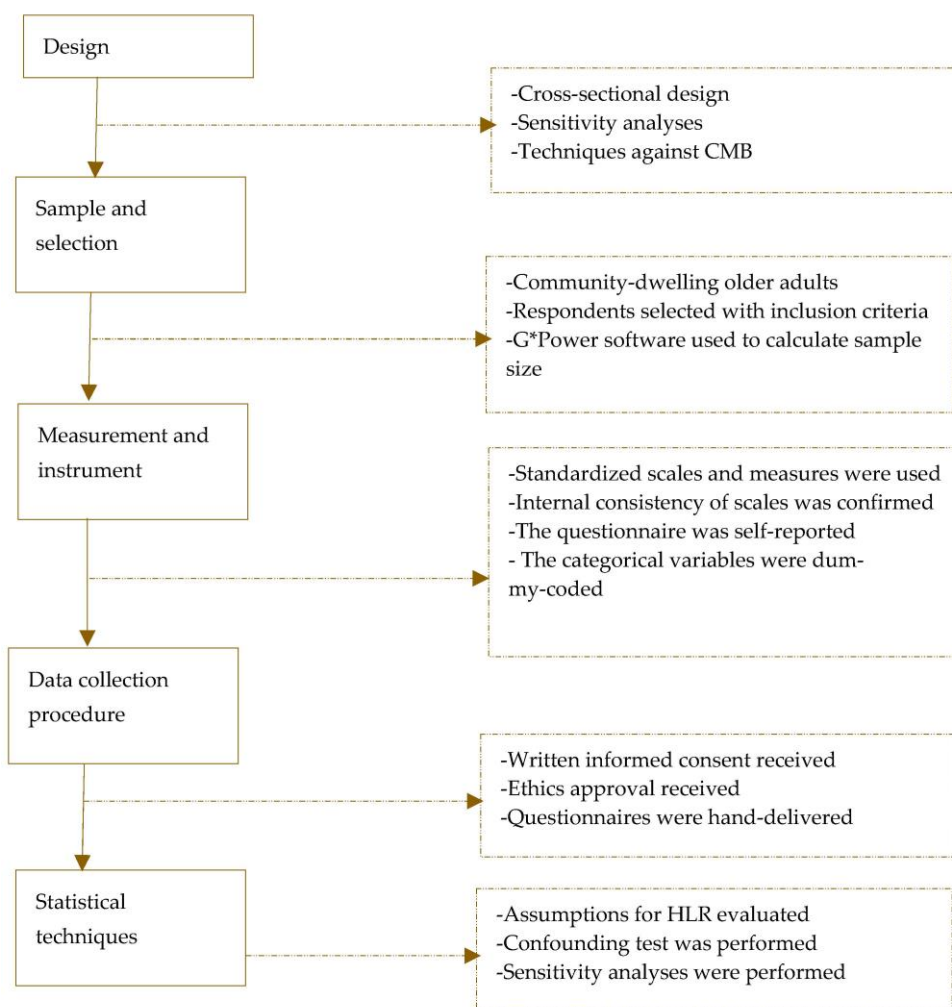 Design
-Cross-sectional design
-Sensitivity analyses
-Techniques against CMB
Sample and
selection
-Community-dwelling older adults
-Respondents selected with inclusion criteria
-G*Power software used to calculate sample
size
Measurement and
instrument
-Standardized scales and measures were used
-Internal consistency of scales was confirmed
-The questionnaire was self-reported
- The categorical variables were dum-
my-coded
Data collection
procedure
-Written informed consent received
-Ethics approval received
-Questionnaires were hand-delivered
Statistical
techniques
-Assumptions for HLR evaluated
-Confounding test was performed
-Sensitivity analyses were performed